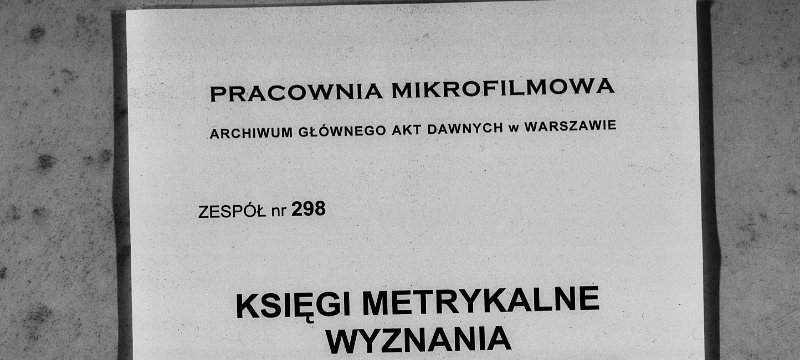 PRACOWNIA MIKROFILMOWA
ARCHIWUM GŁÓWNEGO AKT DAWNYCH w WARSZAWIE
ZESPÓŁ nr 298
KSIĘGI METRYKALNE
WYZNANIA